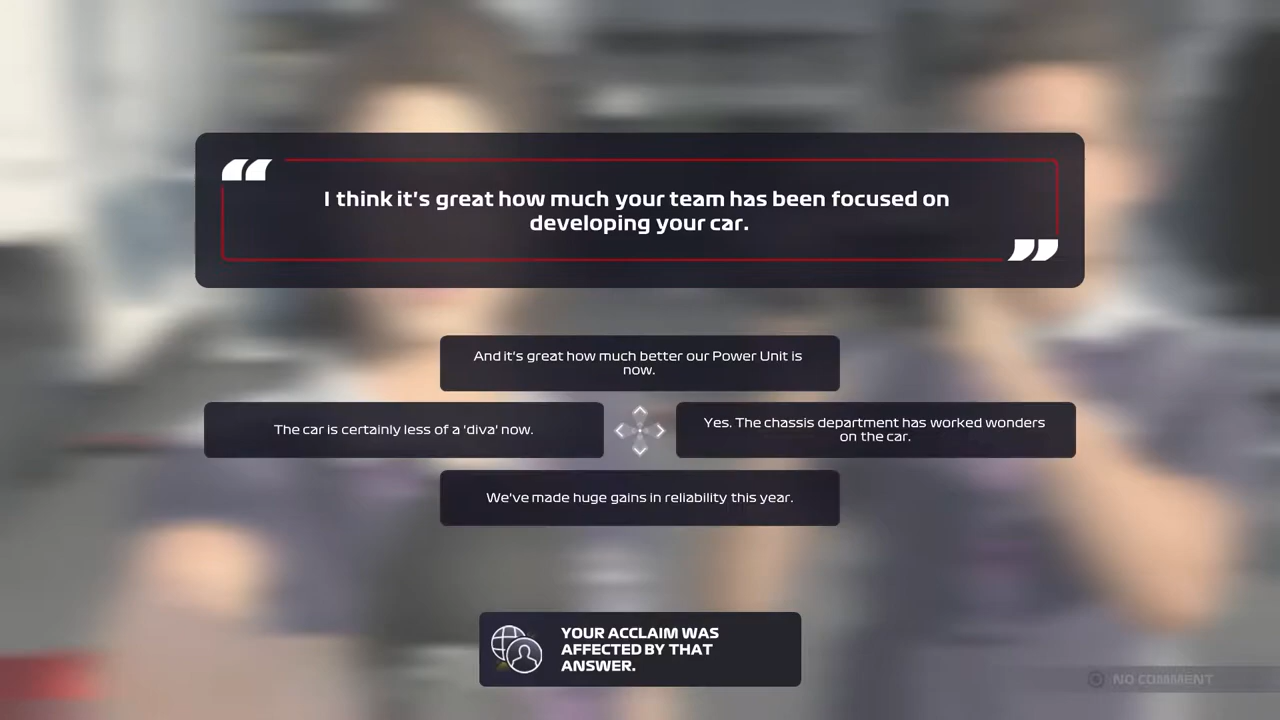 I think it's great how much your team has been focused on
developing your car.
And it's great how much better our Power Unit is
now.
The car is certainly less of a 'diva' now.
Yes. The chassis department has worked wonders
on the car.
We've made huge gains in reliability this year.
YOUR ACCLAIM WAS
AFFECTED BY THAT
ANSWER.
NO COMMENT